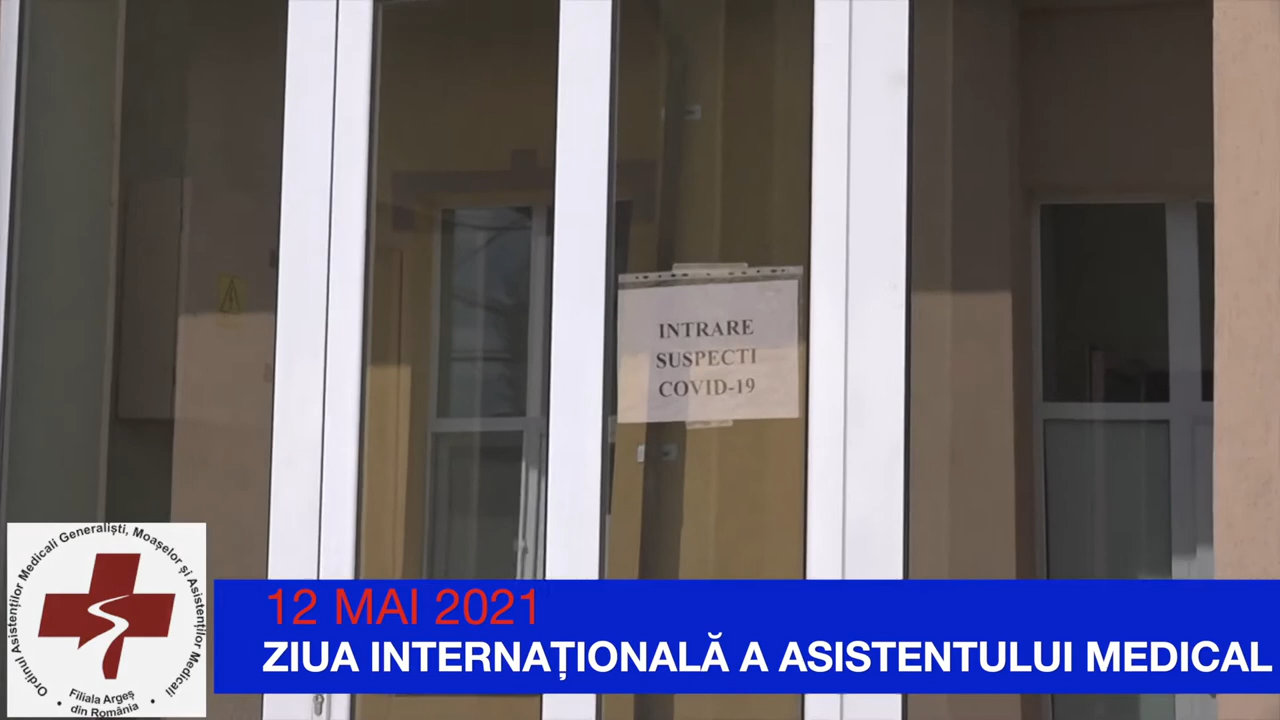 INTRARE
SUSPECTI
COVID-19
12 MAI 2021
ZIUA INTERNAȚIONALĂ A ASISTENTULUI MEDICAL
Ordinul Asistenților Medicali Generaliști, Moașelor și Asistenților Medicali
Filiala Argeș
din România